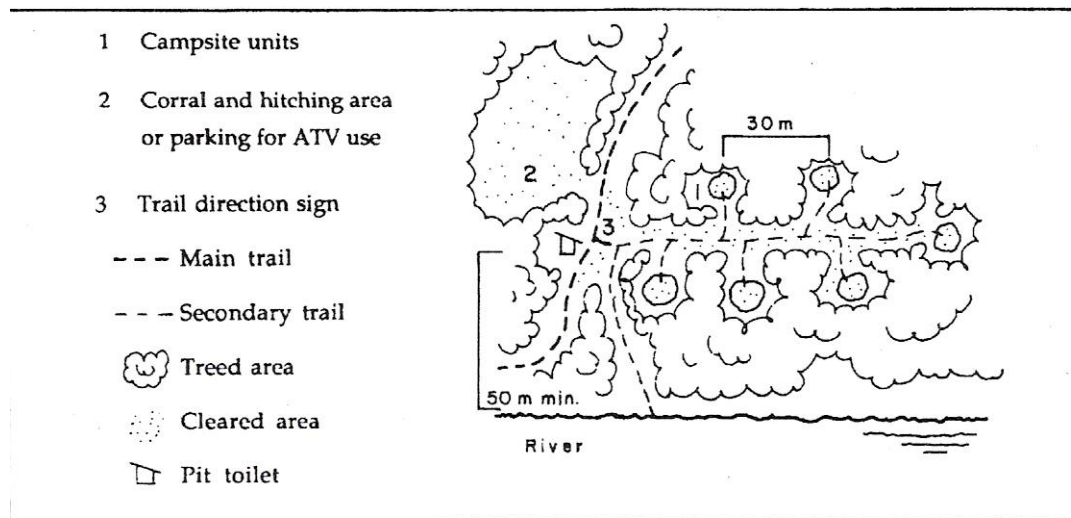 1 Campsite units
2 Corral and hitching area
or parking for ATV use
3 Trail direction sign
Main trail
Secondary trail
Treed area
Cleared area
Pit toilet
30 m
2
3
50 m min.
River